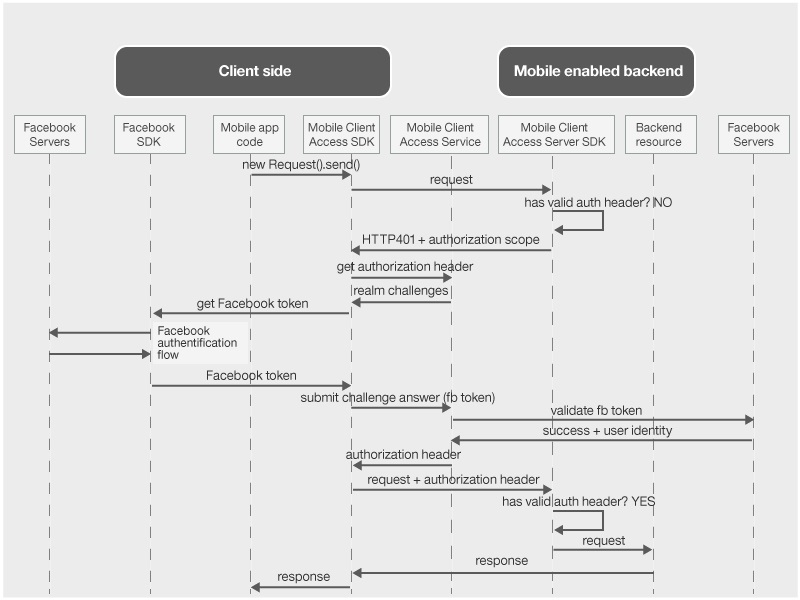 Client side
Mobile enabled backend
Facebook
Servers
Facebook
SDK
Mobile app
code
Mobile Client
Access SDK
Mobile Client
Access Service
Mobile Client
Access Server SDK
Backend
resource
Facebook
Servers
new Request().send()
request
has valid auth header? NO
HTTP401 + authorization scope
get authorization header
realm challenges
get Facebook token
Facebook
authentification
flow
Facebook token
submit challenge answer (fb token)
validate fb token
success + user identity
authorization header
request + authorization header
has valid auth header? YES
request
response
response